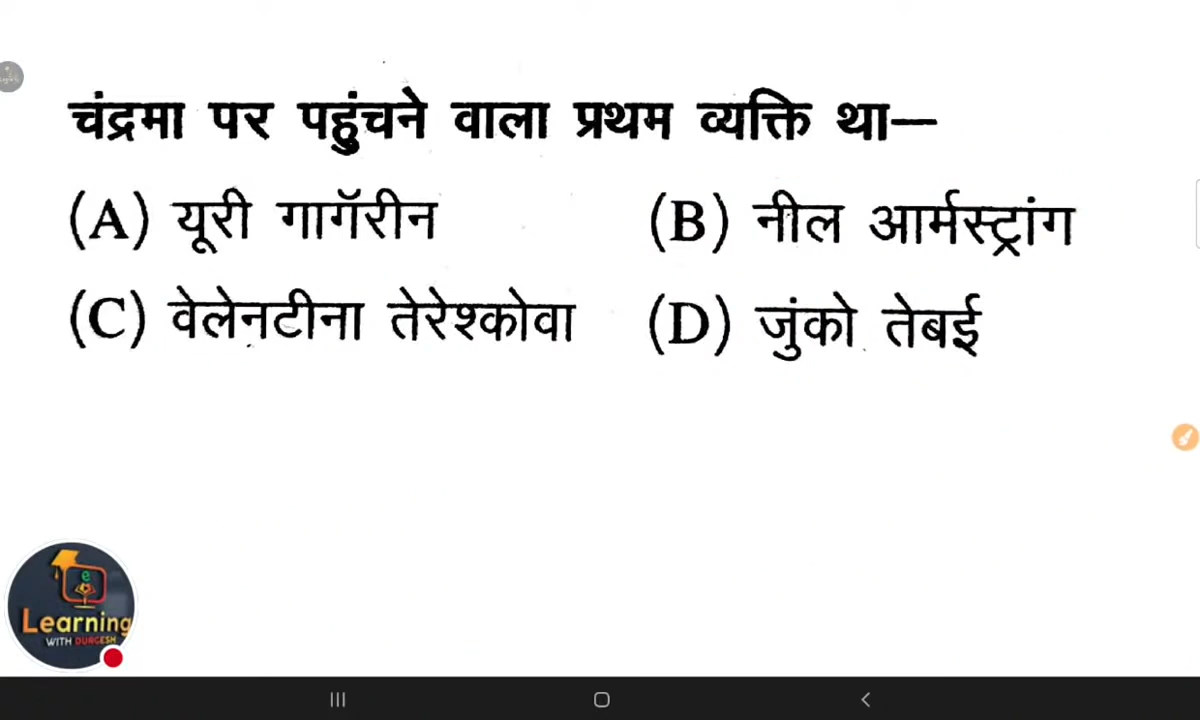 चंद्रमा पर पहुंचने वाला प्रथम व्यक्ति था—
(A) यूरी गागॅरीन (B) नील आर्मस्ट्रांग
(C) वेलेनटीना तेरेश्कोवा (D) जुंको तेबई
e
Learning
WITH DURGESH